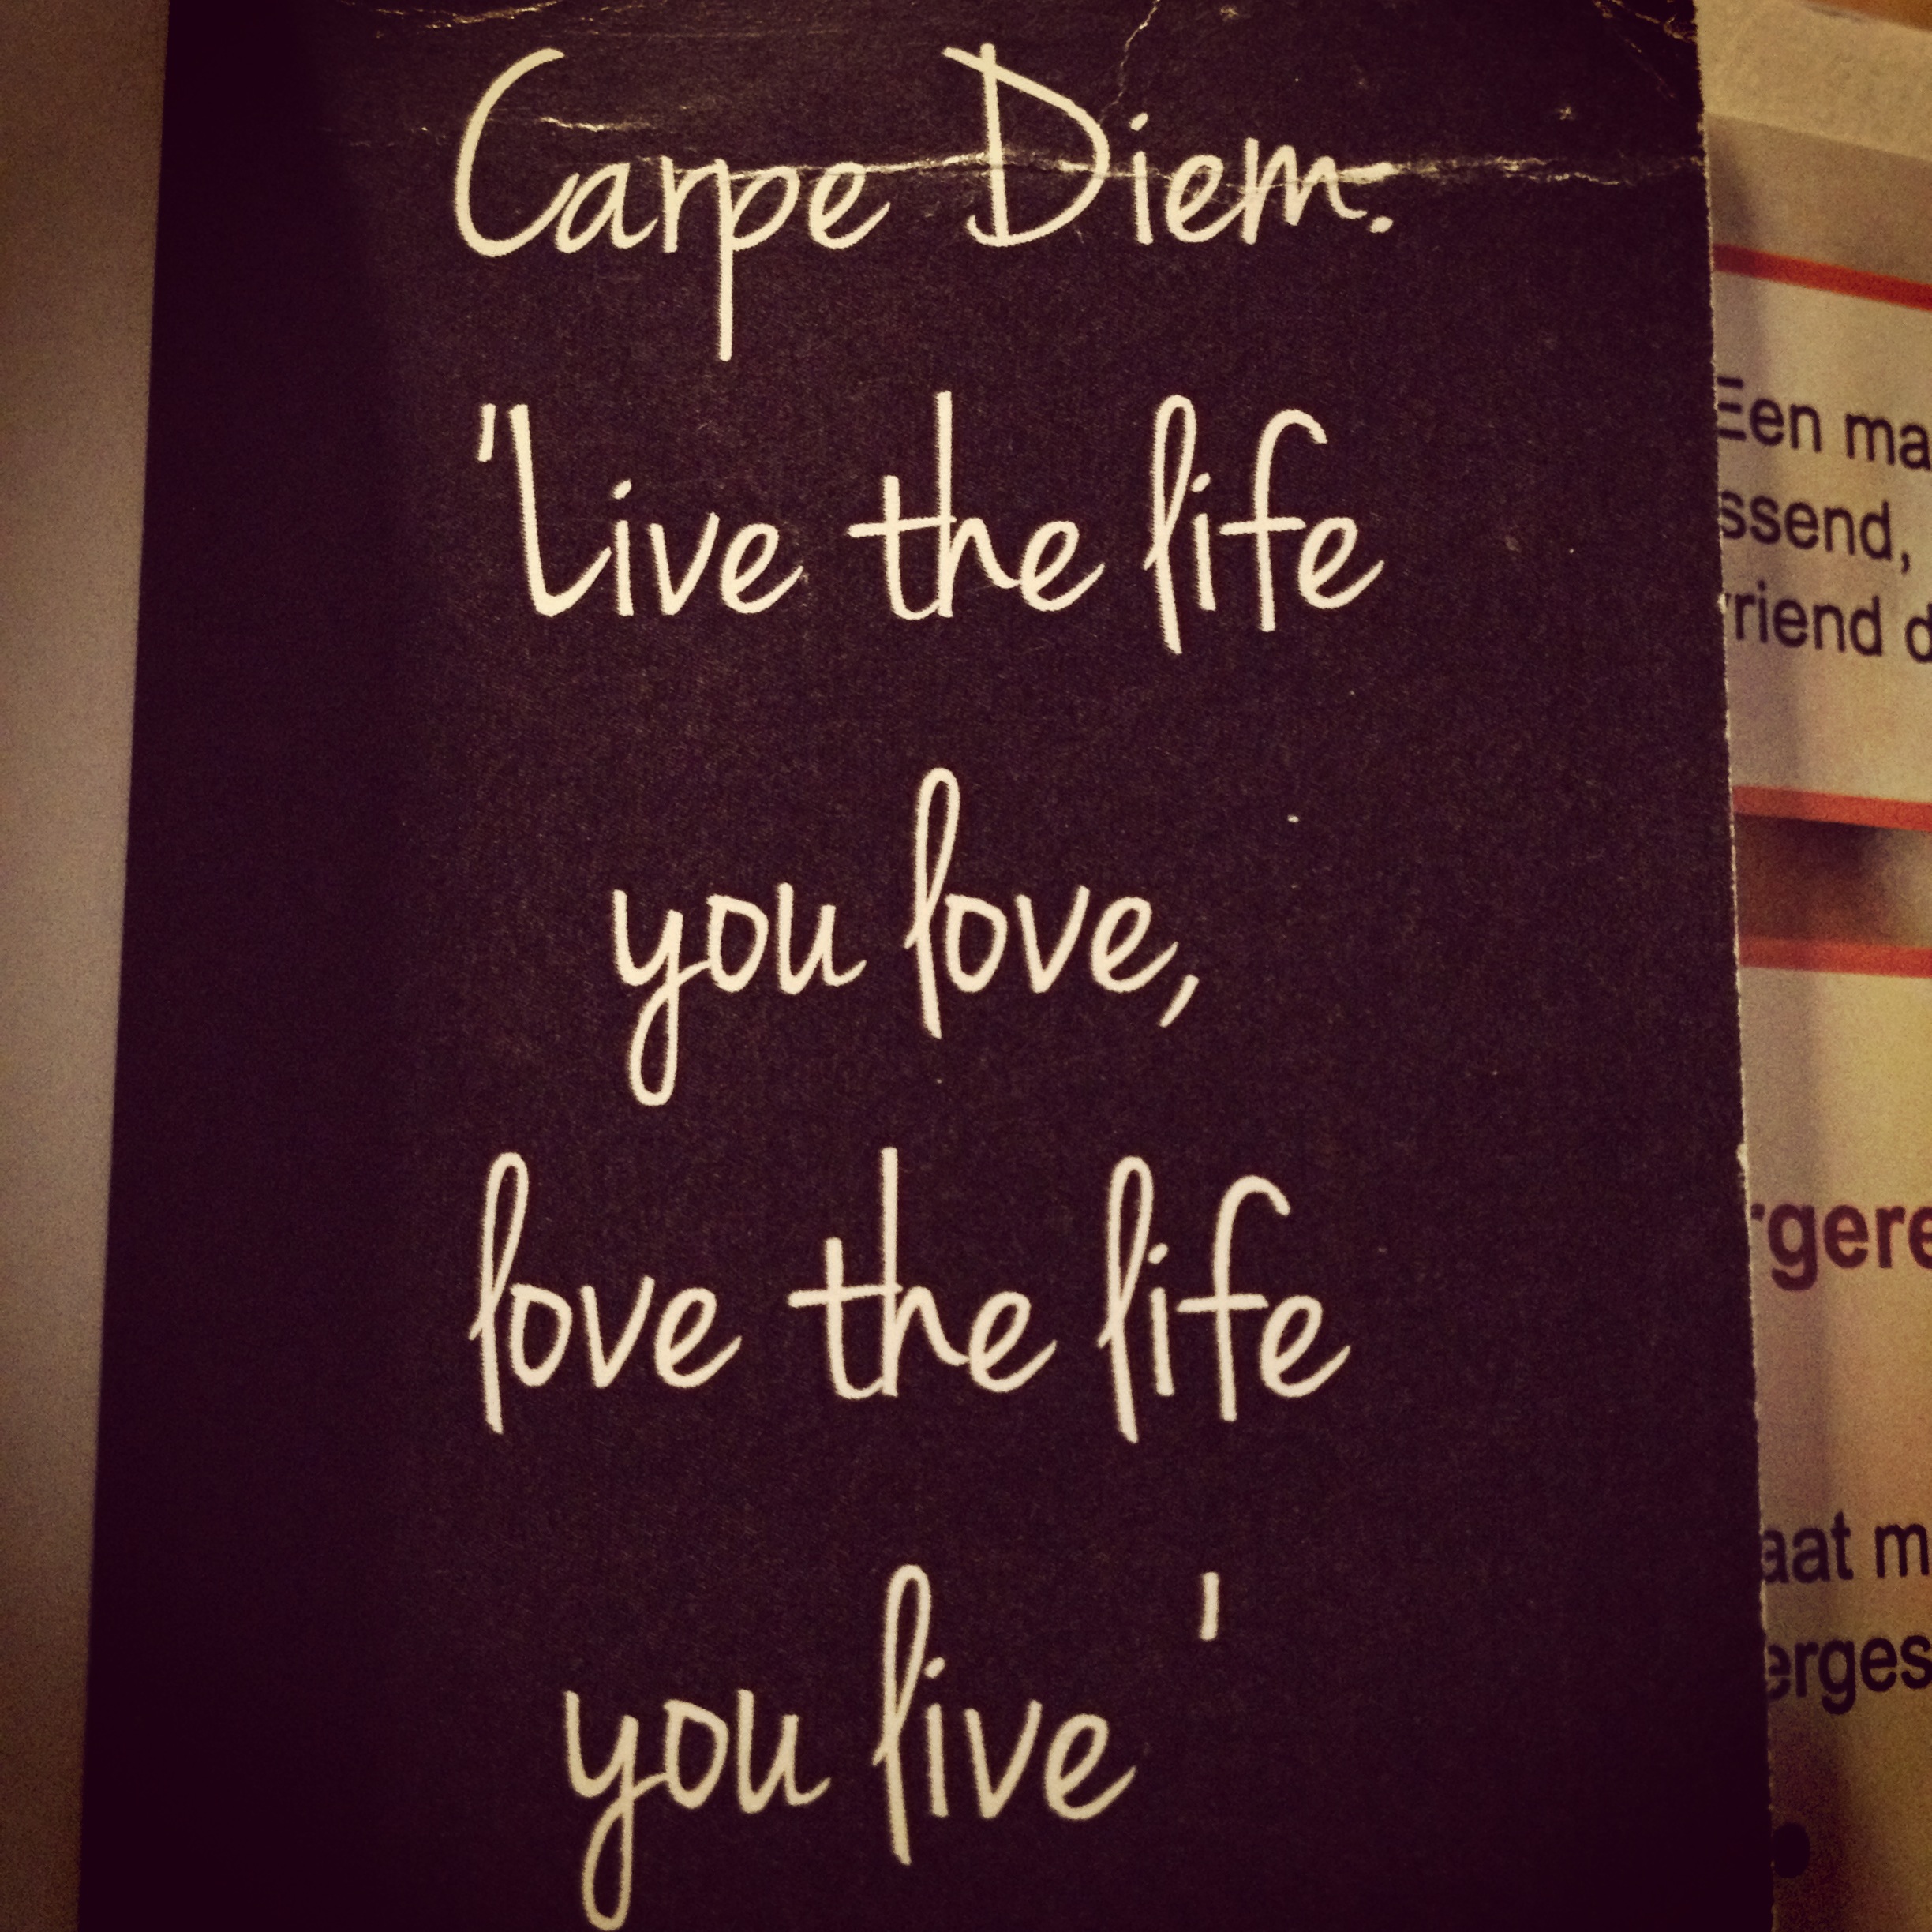 Carpe Diem.
'Live the life
you love,
love the life
you live '
Een ma
ssend,
riend d
rgere
aat m
erges